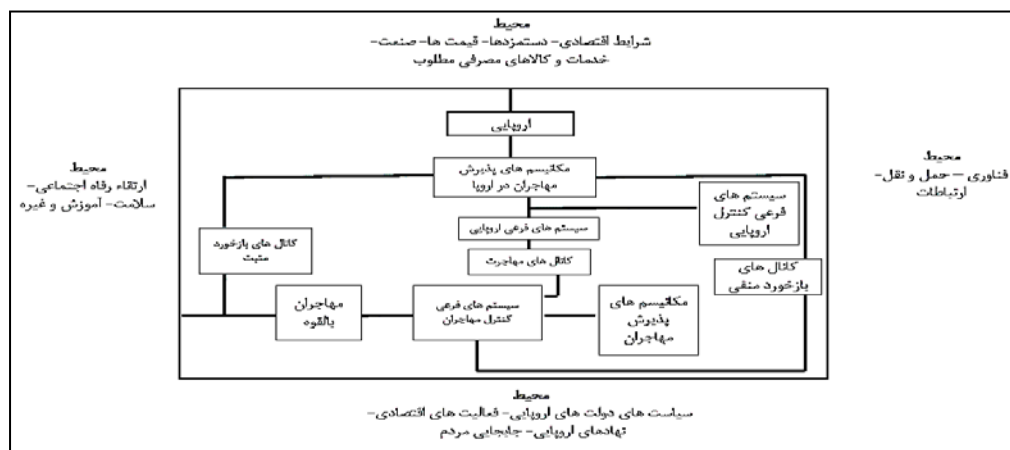 محیط
شرایط اقتصادی- دستمزدها- قیمت ها- صنعت-
خدمات و کالاهای مصرفی مطلوب
اروپایی
مکانیسم های پذیرش
مهاجران در اروپا
محیط
فناوری – حمل و نقل-
ارتباطات
محیط
ارتقاء رفاه اجتماعی-
سلامت- آموزش و غیره
سیستم های
فرعی کنترل
اروپایی
سیستم های فرعی اروپایی
کانال های بازخورد
مثبت
کانال های مهاجرت
کانال های
بازخورد منفی
مکانیسم های
پذیرش
مهاجران
سیستم های فرعی
کنترل مهاجران
مهاجران
بالقوه
محیط
سیاست های دولت های اروپایی- فعالیت های اقتصادی-
نهادهای اروپایی- جابجایی مردم